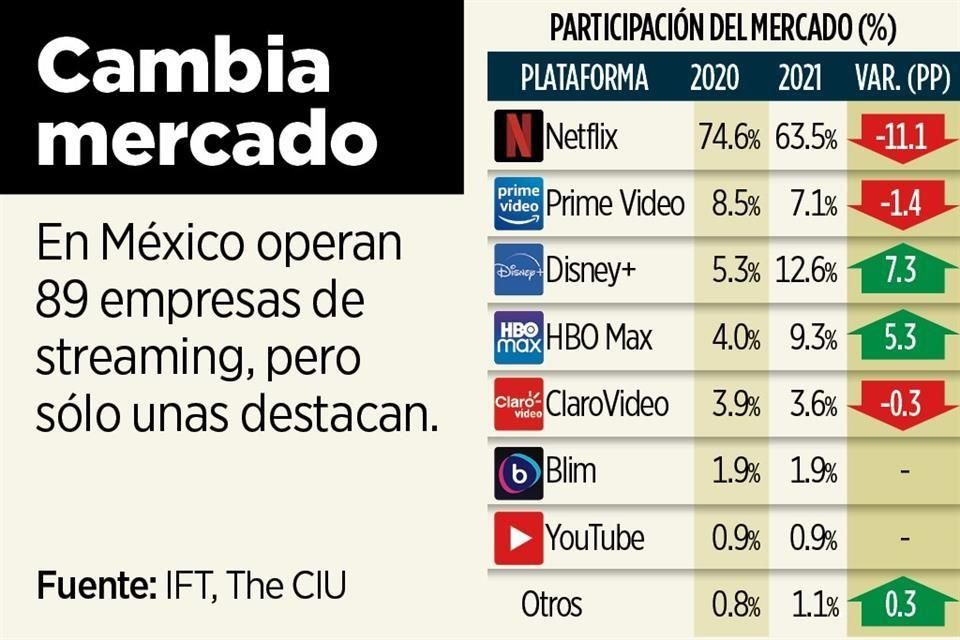 Cambia
mercado
En México operan
89 empresas de
streaming, pero
sólo unas destacan.
Fuente: IFT, The CIU
PARTICIPACIÓN DEL MERCADO (%)
PLATAFORMA 2020 2021 VAR. (PP)
N Netflix 74.6% 63.5% -11.1
prime
video Prime Video 8.5% 7.1% -1.4
Disney+ Disney+ 5.3% 12.6% 7.3
HBO
max HBO Max 4.0% 9.3% 5.3
Claro
video ClaroVideo 3.9% 3.6% -0.3
b Blim 1.9% 1.9% -
YouTube 0.9% 0.9% -
Otros 0.8% 1.1% 0.3